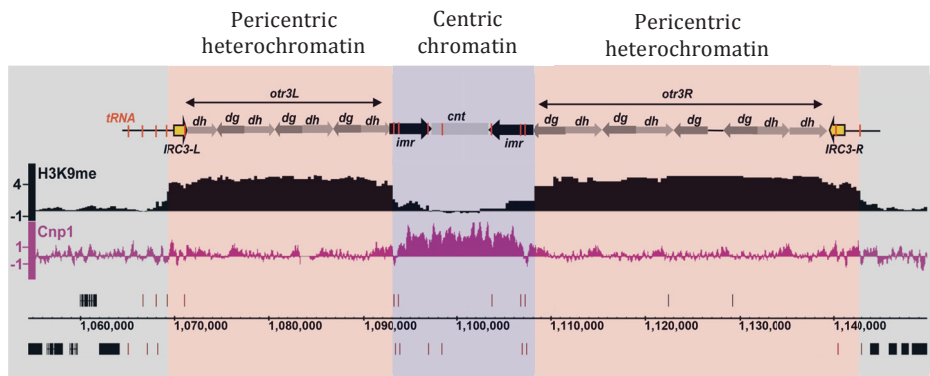 Pericentric heterochromatin
Centric chromatin
Pericentric heterochromatin
otr3L
otr3R
tRNA
dh dg dh dg dh dg dh
cnt
dg dh dg dh dg dg dh dh
IRC3-L
imr
imr
IRC3-R
H3K9me
4
-1
Cnp1
1
-1
1,060,000 1,070,000 1,080,000 1,090,000 1,100,000 1,110,000 1,120,000 1,130,000 1,140,000